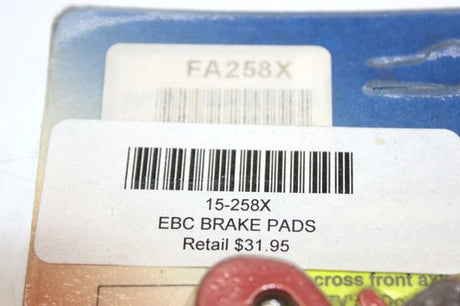 FA258X
15-258X
EBC BRAKE PADS
Retail $31.95
cross front ax